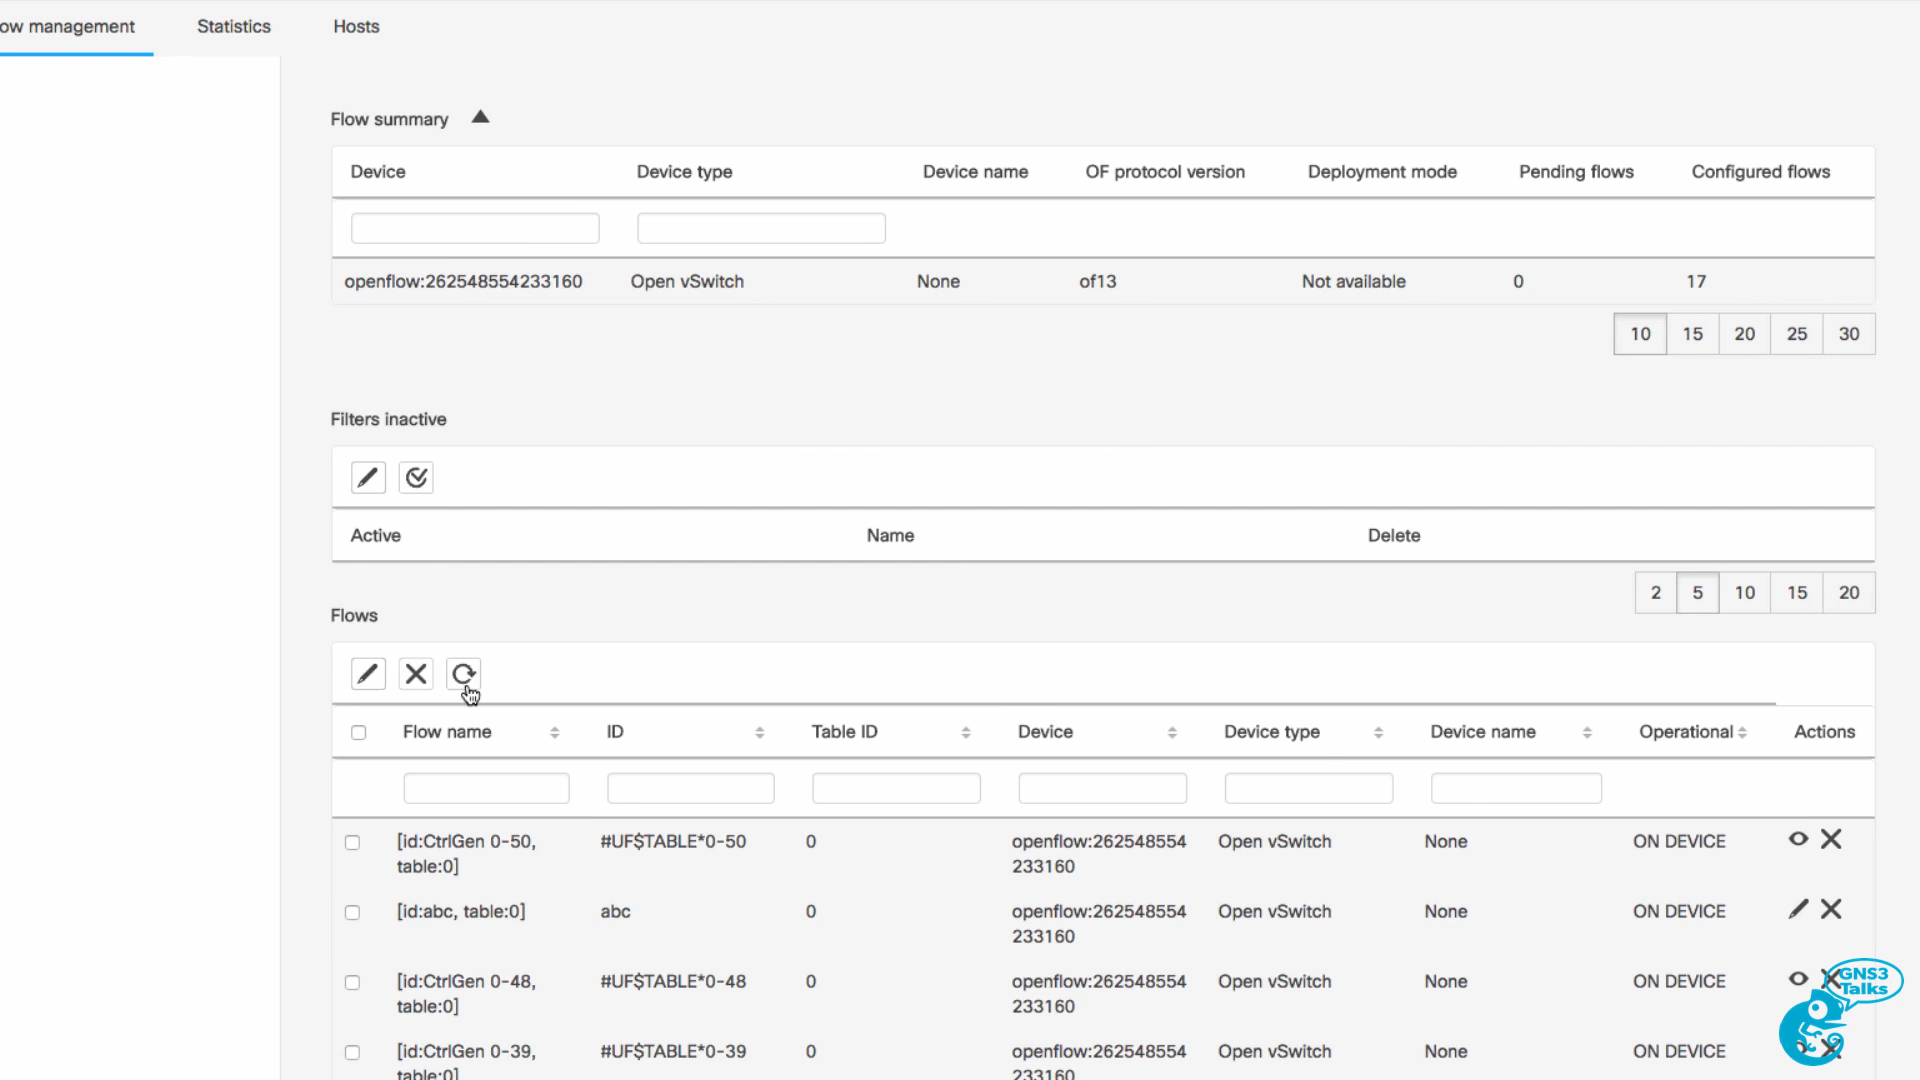 ow management Statistics Hosts
Flow summary
Device Device type Device name OF protocol version Deployment mode Pending flows Configured flows
openflow:262548554233160 Open vSwitch None of13 Not available 0 17
10 15 20 25 30
Filters inactive
Active Name Delete
2 5 10 15 20
Flows
Flow name ID Table ID Device Device type Device name Operational Actions
[id:CtrlGen 0-50, #UF$TABLE*0-50 0 openflow:262548554 Open vSwitch None ON DEVICE
table:0] 233160
[id:abc, table:0] abc 0 openflow:262548554 Open vSwitch None ON DEVICE
233160
[id:CtrlGen 0-48, #UF$TABLE*0-48 0 openflow:262548554 Open vSwitch None ON DEVICE
table:0] 233160
[id:CtrlGen 0-39, #UF$TABLE*0-39 0 openflow:262548554 Open vSwitch None ON DEVICE
table:0] 233160
GNS3
Talks